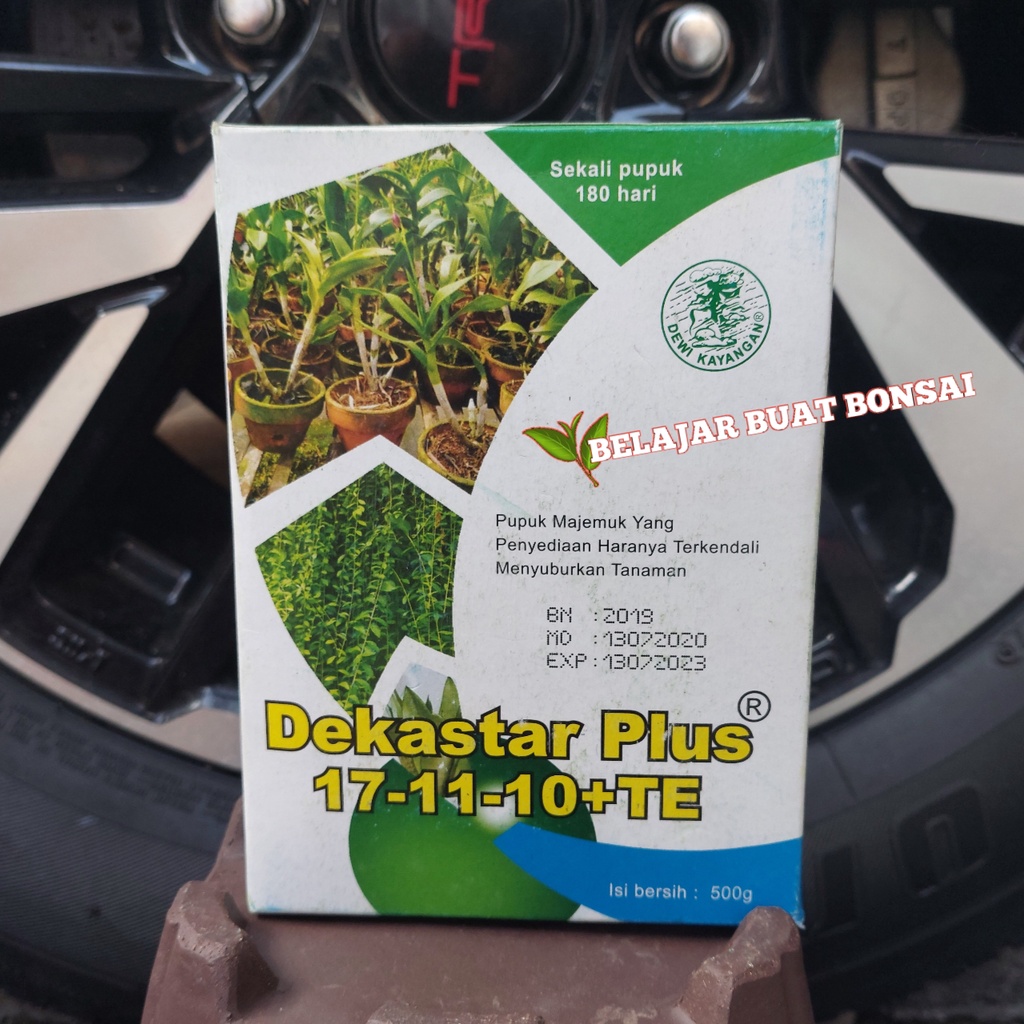 TR
Sekali pupuk
180 hari
DEWI KAYANGAN®
BELAJAR BUAT BONSAI
Pupuk Majemuk Yang
Penyediaan Haranya Terkendali
Menyuburkan Tanaman
BN : 2019
MD : 13072020
EXP : 13072023
Dekastar Plus®
17-11-10+TE
Isi bersih : 500g